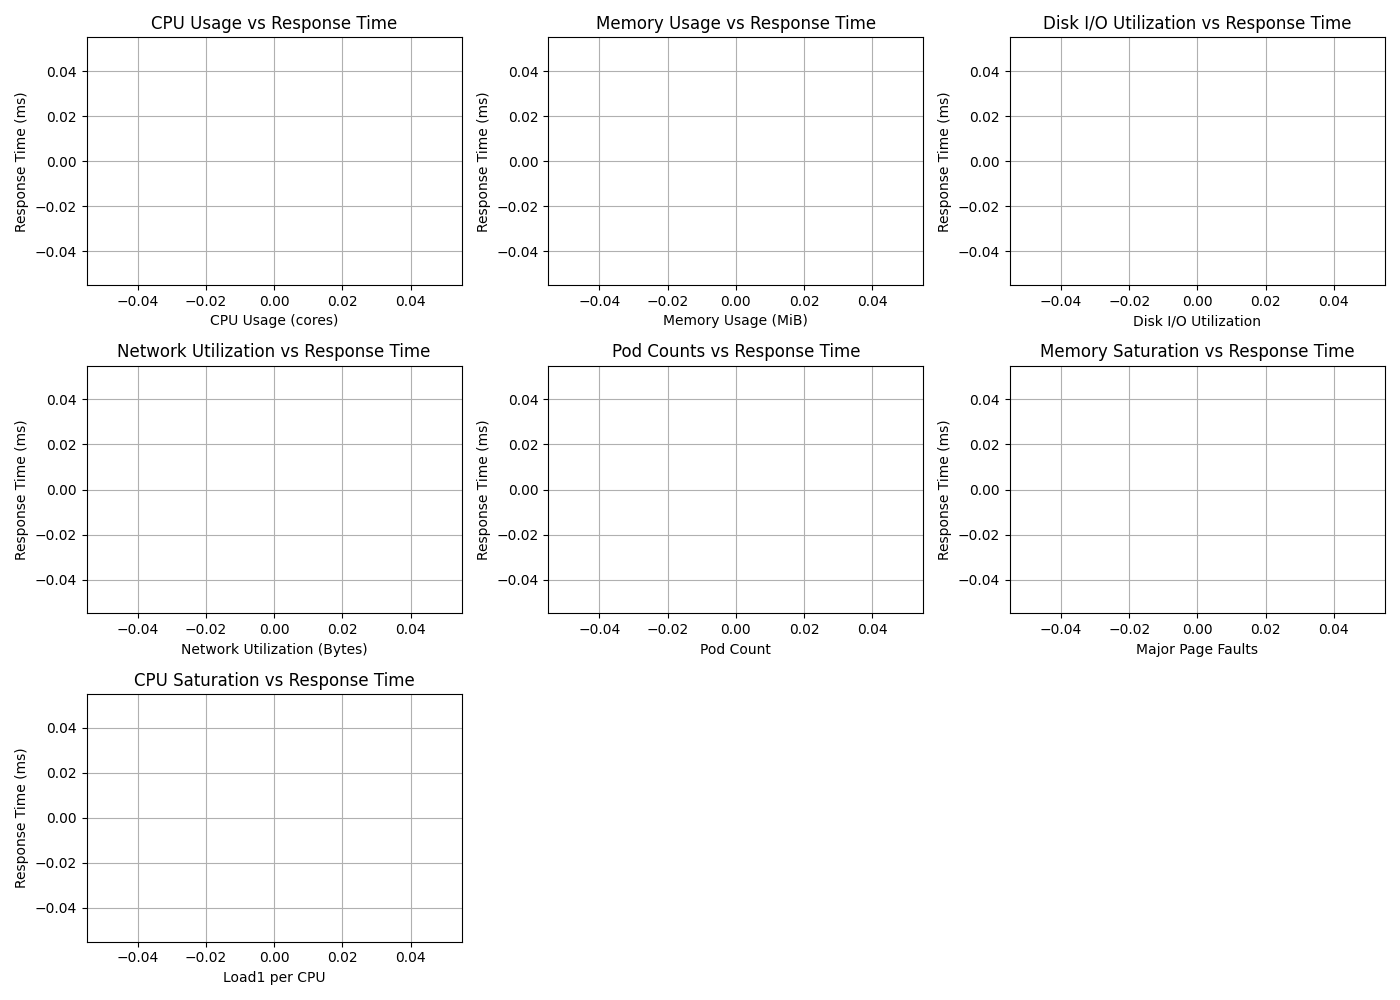 CPU Usage vs Response Time
Response Time (ms)
0.04
0.02
0.00
−0.02
−0.04
−0.04 −0.02 0.00 0.02 0.04
CPU Usage (cores)
Memory Usage vs Response Time
Response Time (ms)
0.04
0.02
0.00
−0.02
−0.04
−0.04 −0.02 0.00 0.02 0.04
Memory Usage (MiB)
Disk I/O Utilization vs Response Time
Response Time (ms)
0.04
0.02
0.00
−0.02
−0.04
−0.04 −0.02 0.00 0.02 0.04
Disk I/O Utilization
Network Utilization vs Response Time
Response Time (ms)
0.04
0.02
0.00
−0.02
−0.04
−0.04 −0.02 0.00 0.02 0.04
Network Utilization (Bytes)
Pod Counts vs Response Time
Response Time (ms)
0.04
0.02
0.00
−0.02
−0.04
−0.04 −0.02 0.00 0.02 0.04
Pod Count
Memory Saturation vs Response Time
Response Time (ms)
0.04
0.02
0.00
−0.02
−0.04
−0.04 −0.02 0.00 0.02 0.04
Major Page Faults
CPU Saturation vs Response Time
Response Time (ms)
0.04
0.02
0.00
−0.02
−0.04
−0.04 −0.02 0.00 0.02 0.04
Load1 per CPU